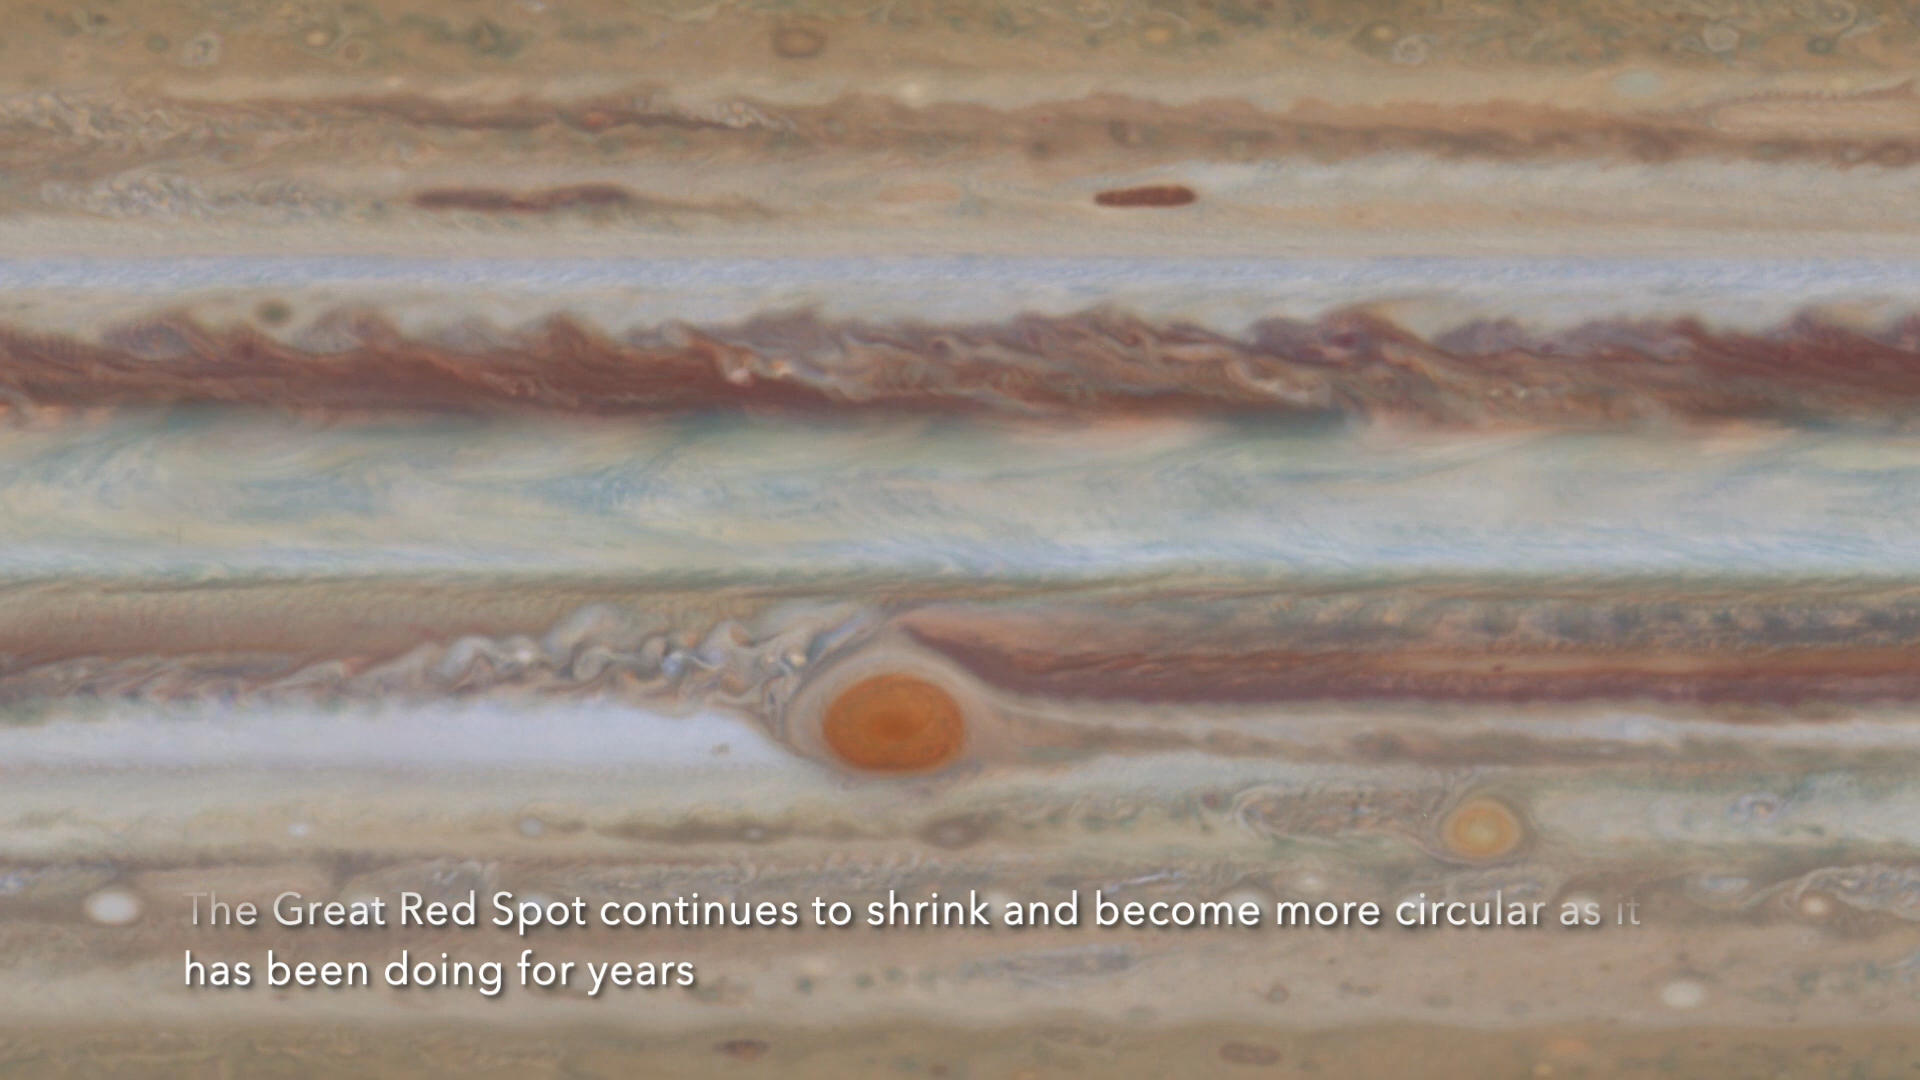 The Great Red Spot continues to shrink and become more circular as it
has been doing for years